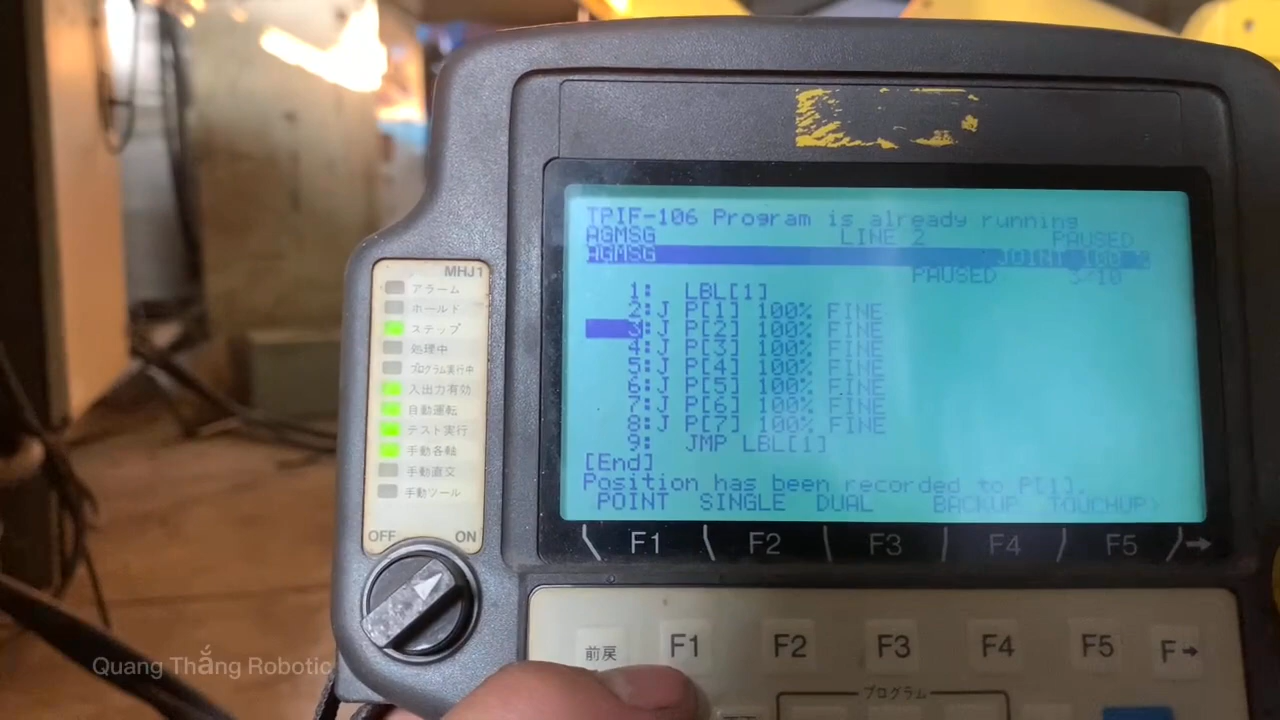 TPIF-106 Program is already running
AGMSG LINE 2 PAUSED
AGMSG JOINT 100 %
PAUSED 3/10
1: LBL[1]
2:J P[1] 100% FINE
3:J P[2] 100% FINE
4:J P[3] 100% FINE
5:J P[4] 100% FINE
6:J P[5] 100% FINE
7:J P[6] 100% FINE
8:J P[7] 100% FINE
9: JMP LBL[1]
[End]
Position has been recorded to P[1].
POINT SINGLE DUAL BACKUP TOUCHUP>
F1 F2 F3 F4 F5
MHJ1
アラーム
ホールド
ステップ
処理中
プログラム実行中
入出力有効
自動運転
テスト実行
手動各軸
手動直交
手動ツール
OFF ON
前戻 F1 F2 F3 F4 F5 F→
プログラム
Quang Thắng Robotic